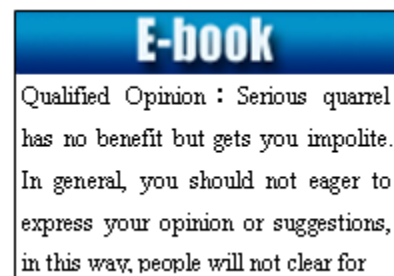 E-book
Qualified Opinion：Serious quarrel
has no benefit but gets you impolite.
In general, you should not eager to
express your opinion or suggestions,
in this way, people will not clear for